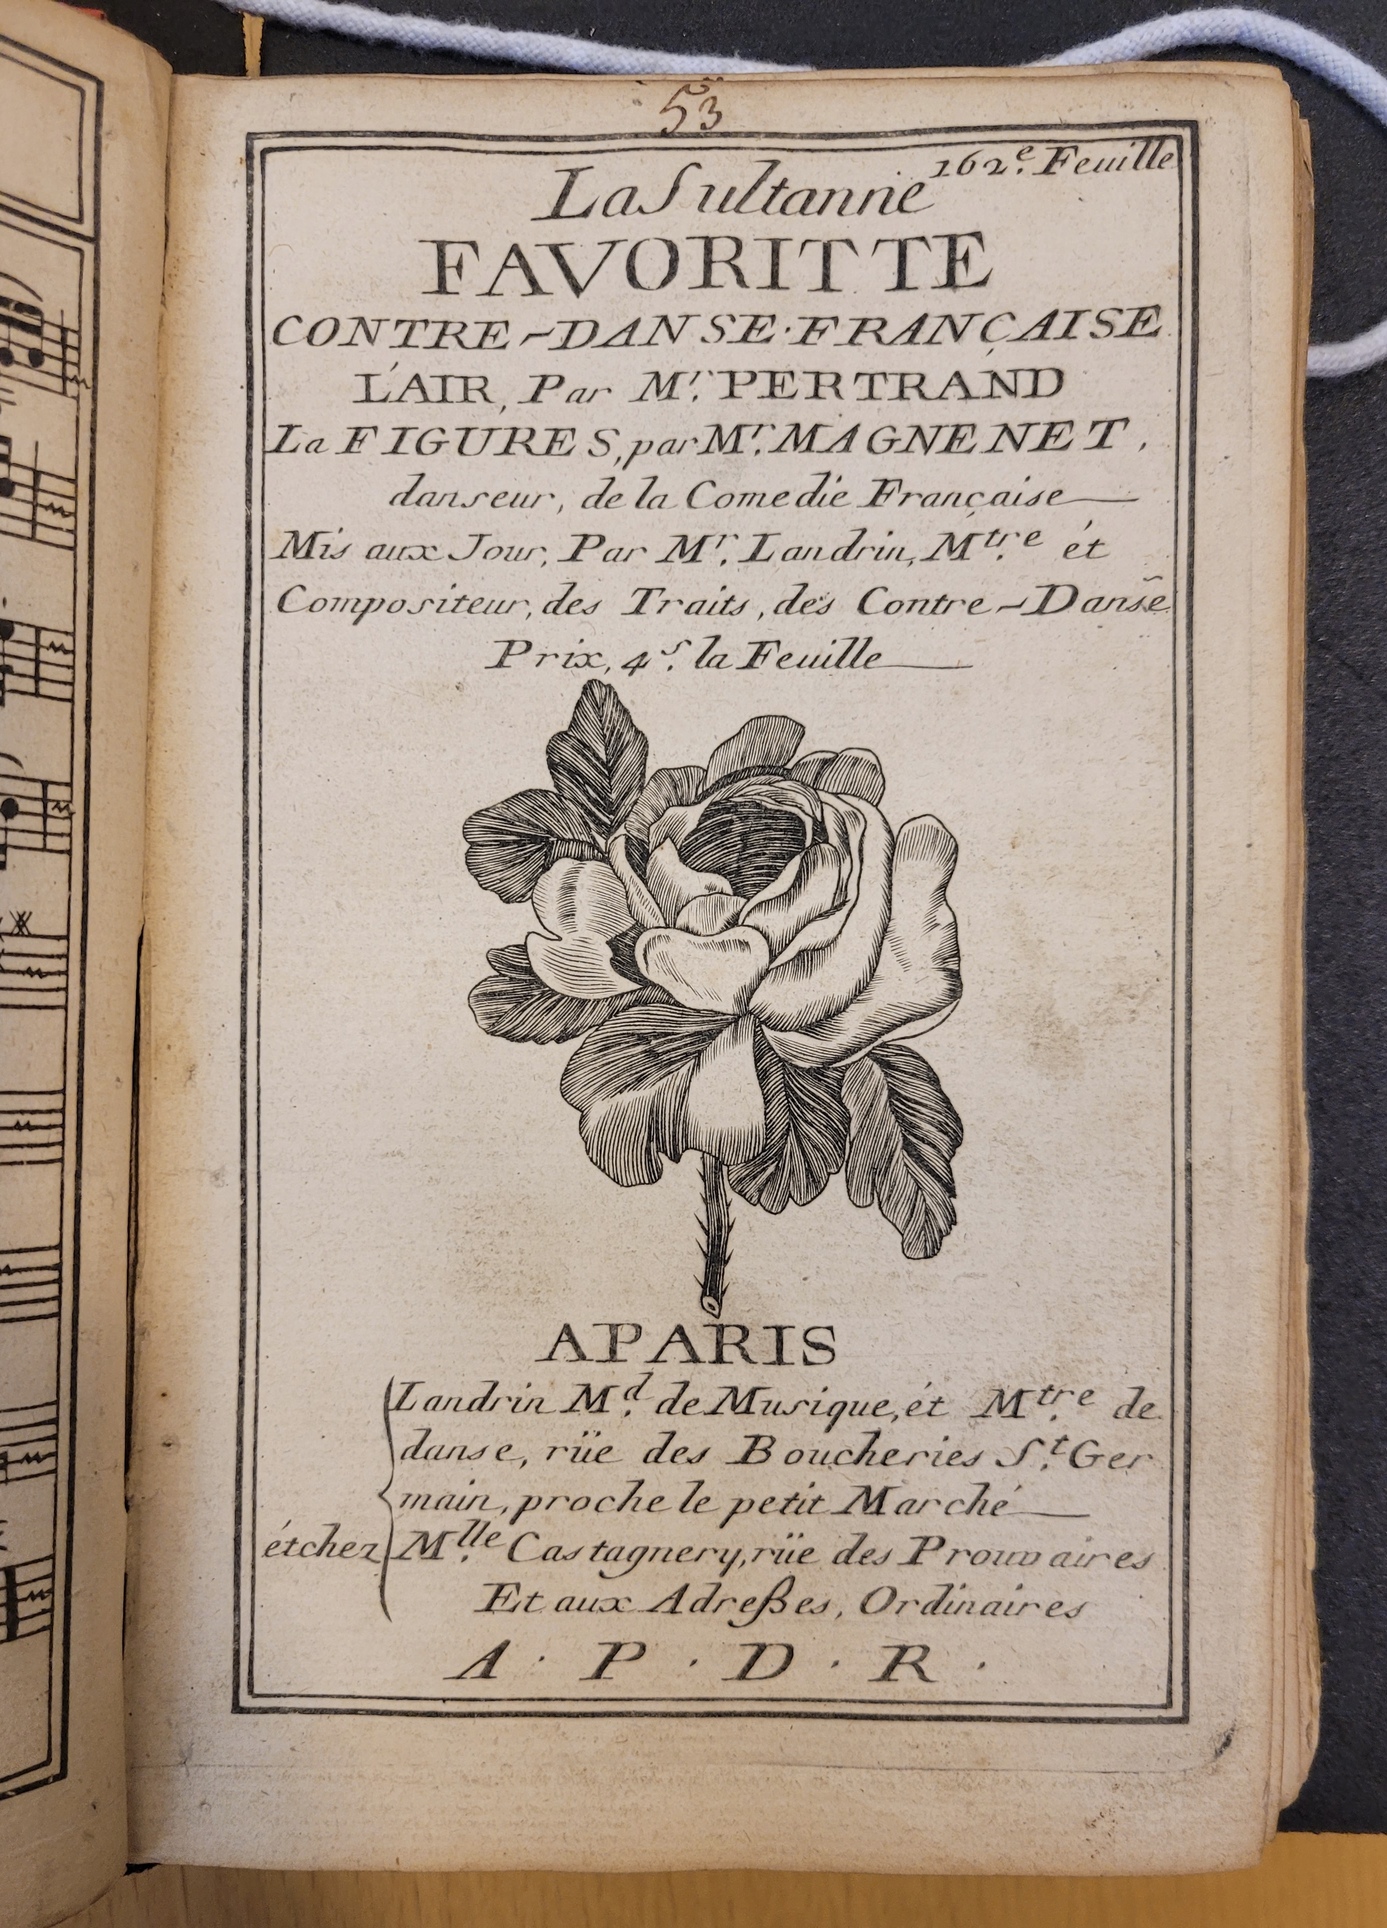 53
162.e Feuille
La Sultanne
FAVORITTE
CONTRE-DANSE·FRANÇAISE
L'AIR, Par Mr. PERTRAND
La FIGURES, par Mr. MAGNENET,
danseur, de la Comedie Française
Mis aux Jour, Par Mr. Landrin, Mtre. ét
Compositeur, des Traits, des Contre-Danse
Prix, 4s. la Feuille
APARIS
Landrin Md. de Musique, ét Mtre. de
danse, rüe des Boucheries St. Ger
main, proche le petit Marché
étchez Mlle. Castagnery, rüe des Prouvaires
Et aux Adreßes, Ordinaires
A · P · D · R ·